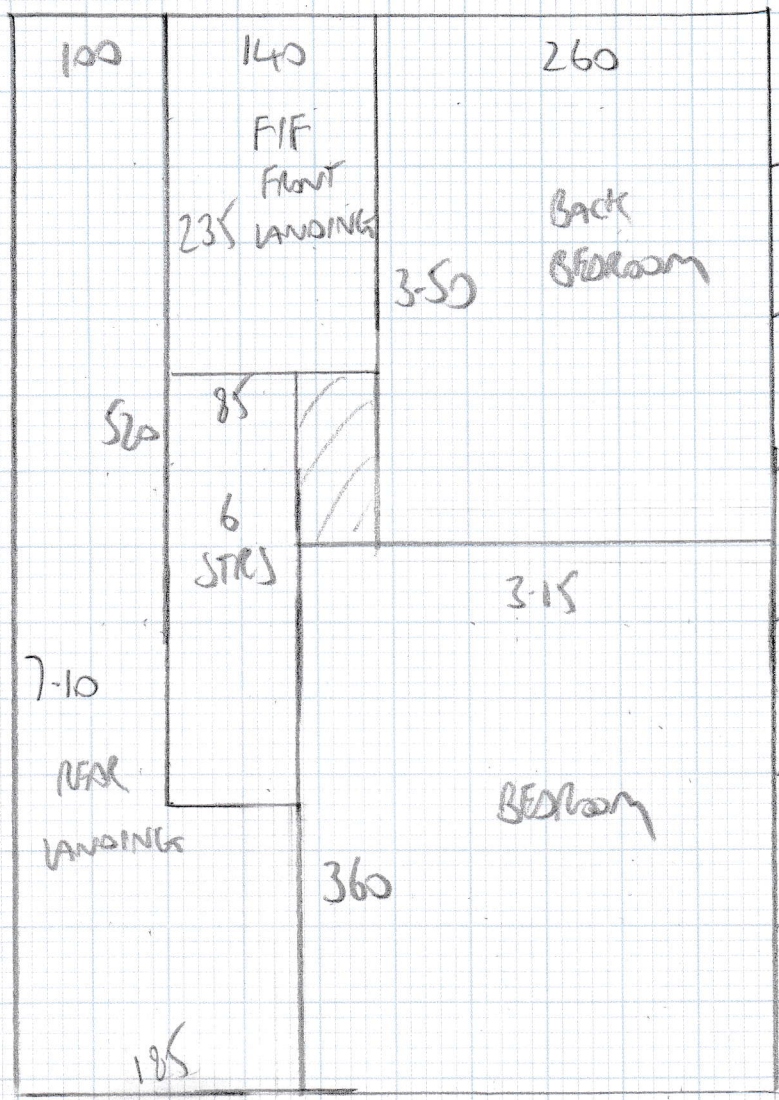 100
140
260
F/F
FRONT
LANDING
235
BACK
BEDROOM
3-50
85
520
6
STRS
3-15
7-10
REAR
LANDING
BEDROOM
360
185